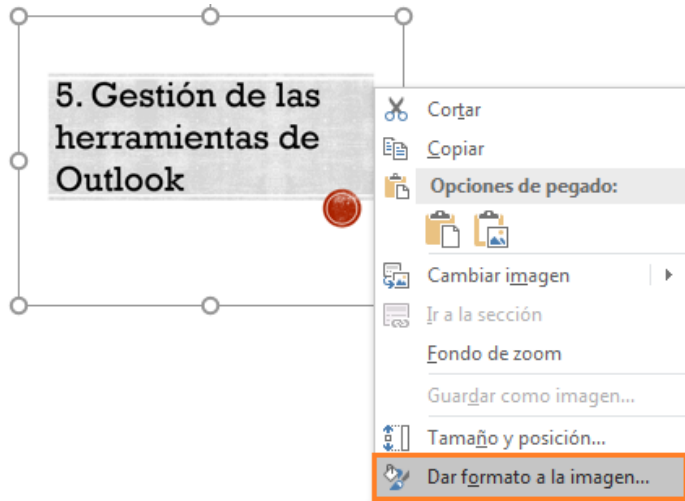 5. Gestión de las
herramientas de
Outlook
Cortar
Copiar
Opciones de pegado:
Cambiar imagen
Ir a la sección
Fondo de zoom
Guardar como imagen...
Tamaño y posición...
Dar formato a la imagen...